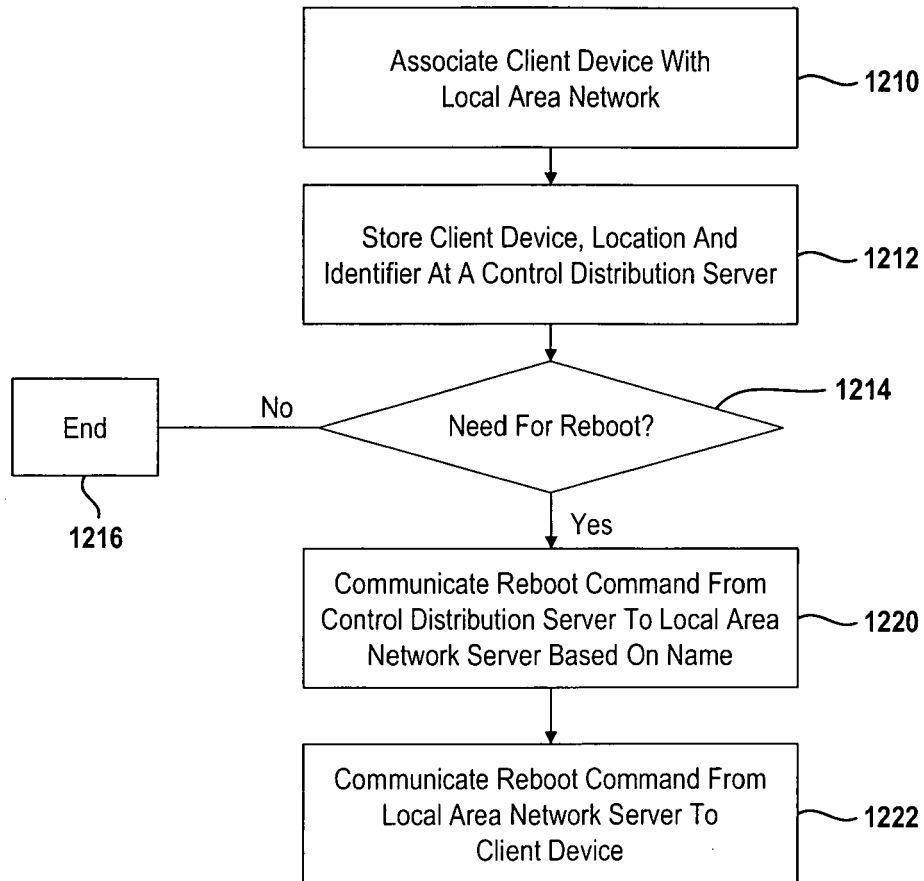 Associate Client Device With
Local Area Network
1210
Store Client Device, Location And
Identifier At A Control Distribution Server
1212
Need For Reboot?
1214
No
End
1216
Yes
Communicate Reboot Command From
Control Distribution Server To Local Area
Network Server Based On Name
1220
Communicate Reboot Command From
Local Area Network Server To
Client Device
1222